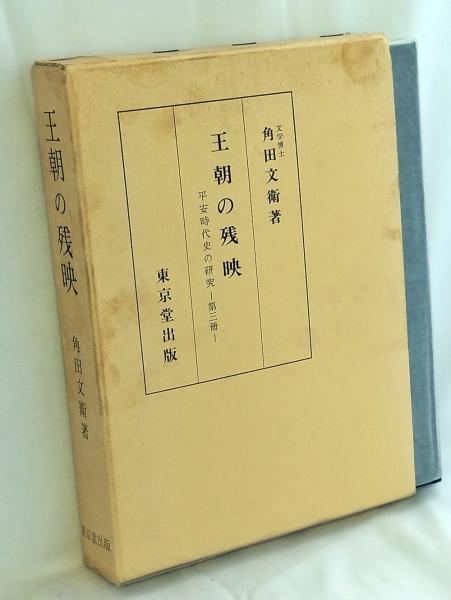 文学博士
角田文衛著
王朝の残映
平安時代史の研究―第三冊―
東京堂出版
王朝の残映
角田文衛著
東京堂出版